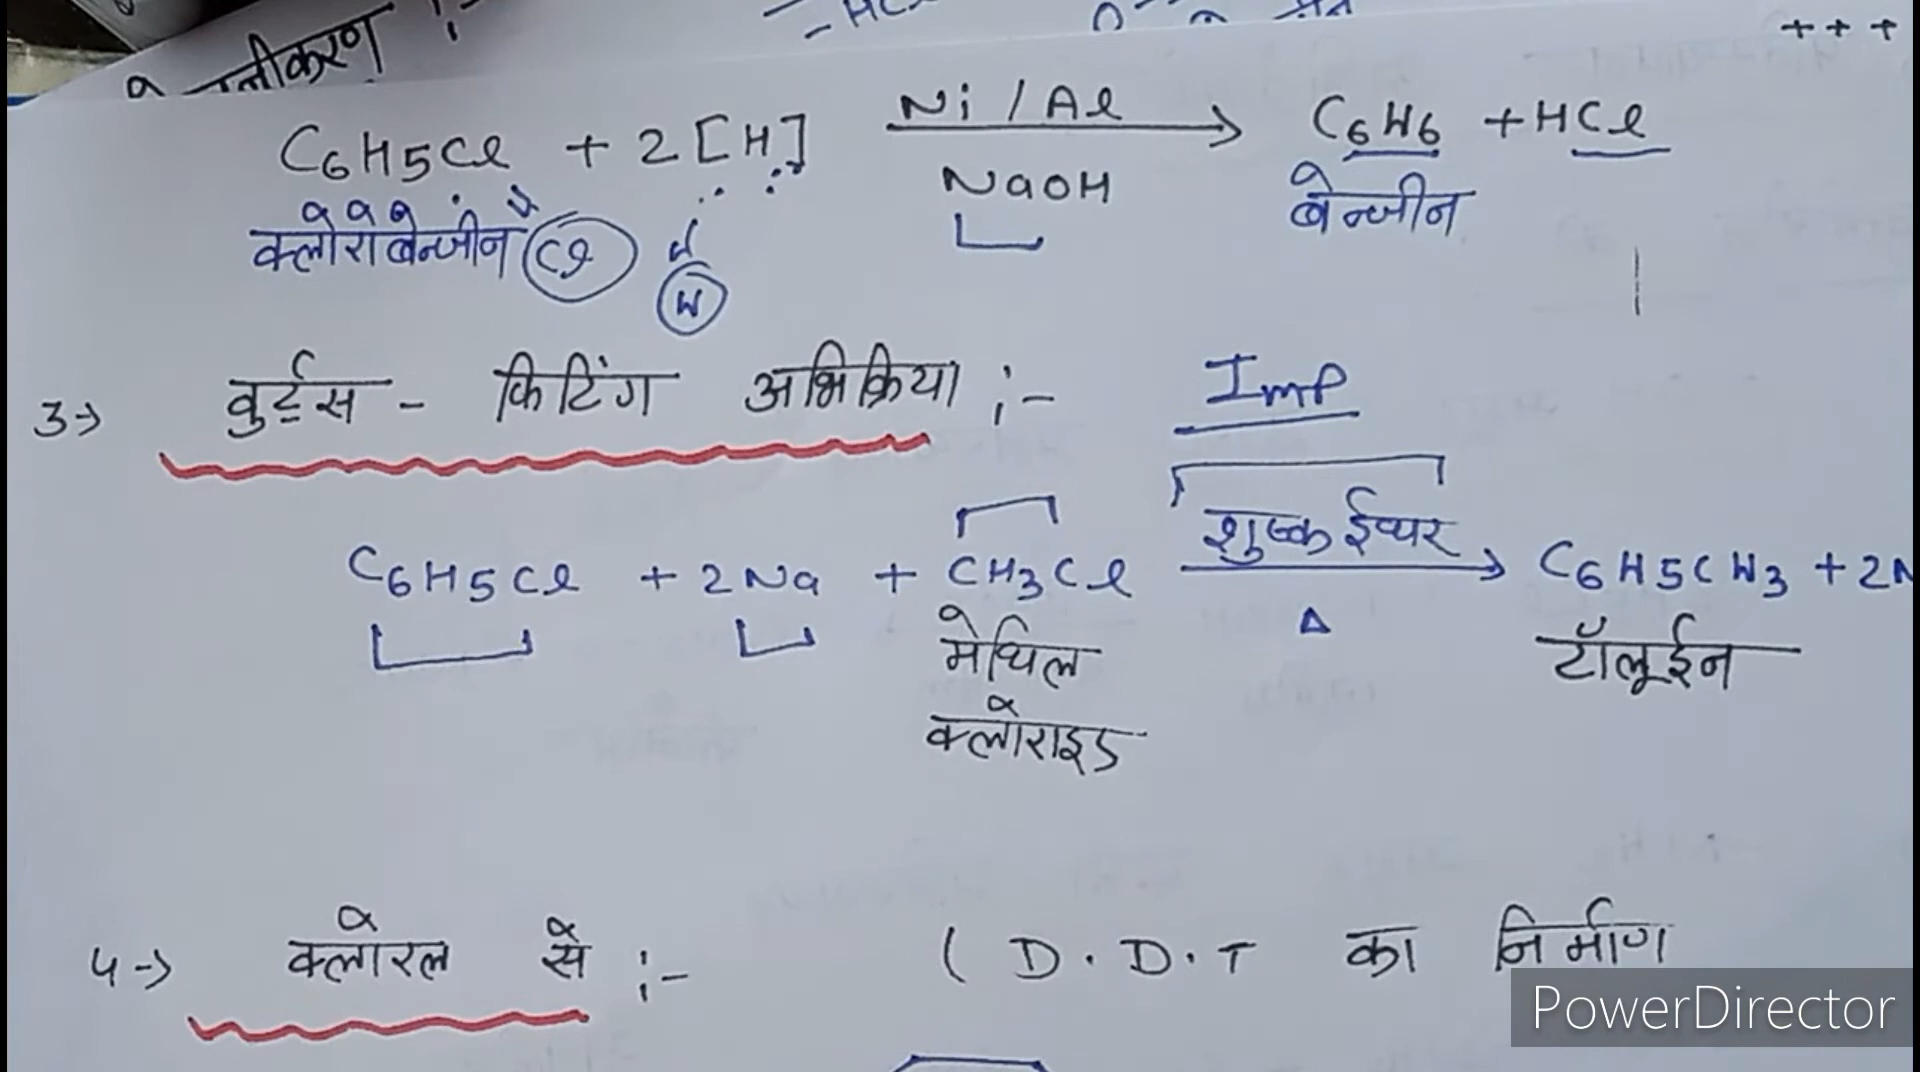 + + +
C6H5Cl + 2[H] Ni / Al NaOH → C6H6 + HCl
क्लोरोबेन्जीन Cl H बेन्जीन
3→ वुर्ट्स - फिटिंग अभिक्रिया :- Imp
C6H5Cl + 2Na + CH3Cl शुष्क ईथर → Δ C6H5CH3 + 2N
मेथिल टॉलूईन
क्लोराइड
4→ क्लोरल से :- ( D.D.T का निर्माण
PowerDirector